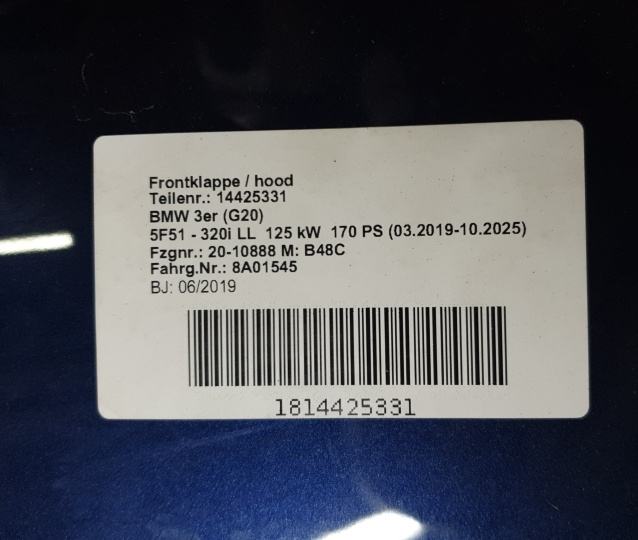 Frontklappe / hood
Teilenr.: 14425331
BMW 3er (G20)
5F51 - 320i LL 125 kW 170 PS (03.2019-10.2025)
Fzgnr.: 20-10888 M: B48C
Fahrg.Nr.: 8A01545
BJ: 06/2019
1814425331